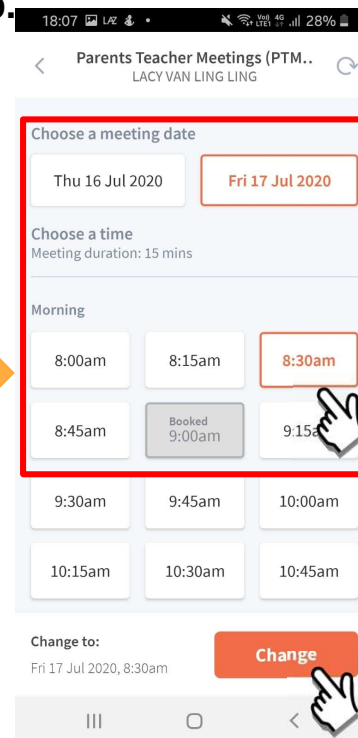 18:07 LAZ 28%
Parents Teacher Meetings (PTM..
LACY VAN LING LING
Choose a meeting date
Thu 16 Jul 2020 Fri 17 Jul 2020
Choose a time
Meeting duration: 15 mins
Morning
8:00am 8:15am 8:30am
Booked
8:45am 9:00am
9:30am 9:45am 10:00am
10:15am 10:30am 10:45am
Change to:
Fri 17 Jul 2020, 8:30am
Change